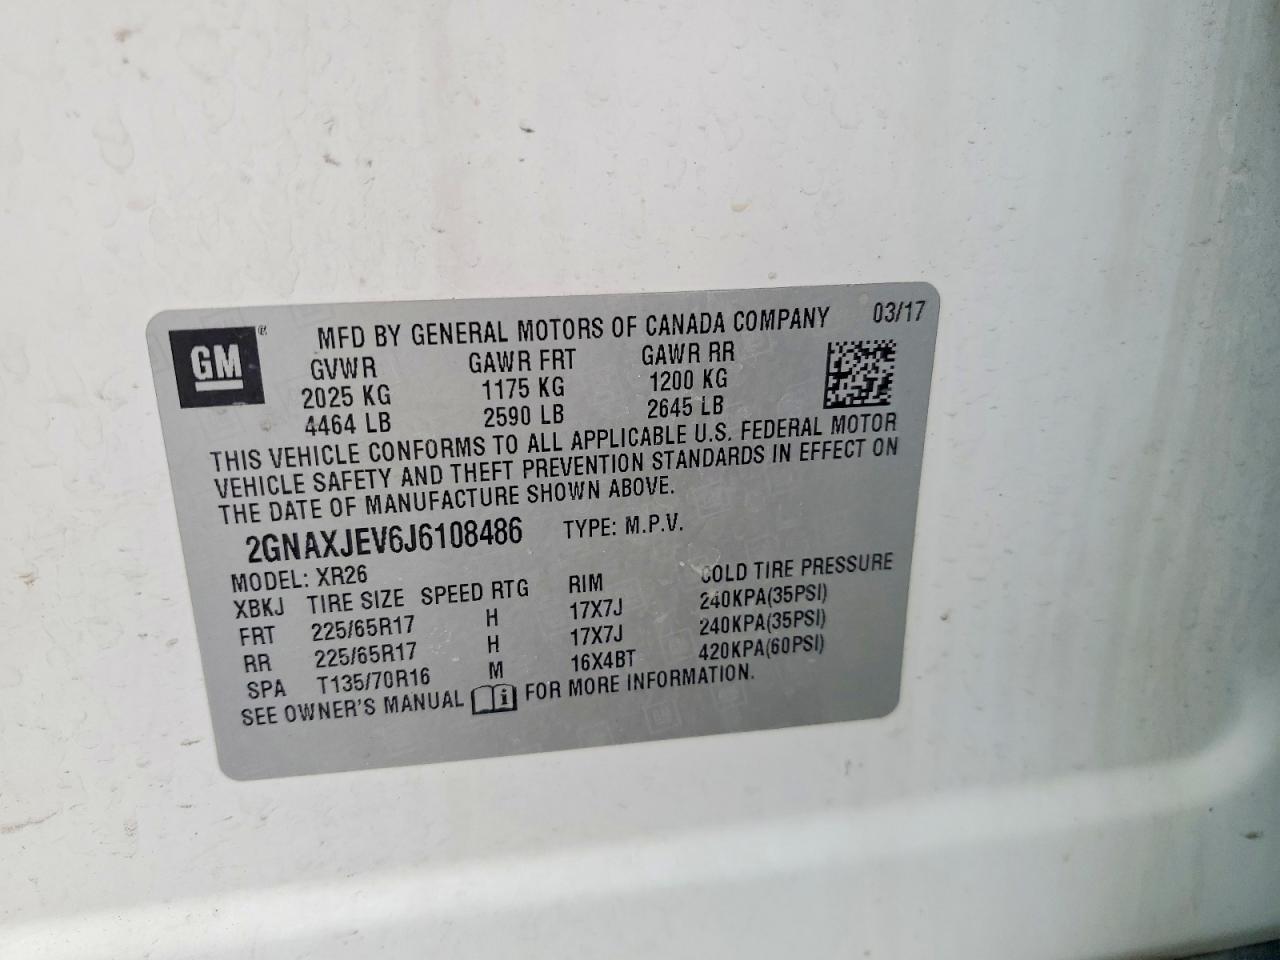 GM ® MFD BY GENERAL MOTORS OF CANADA COMPANY 03/17
GVWR GAWR FRT GAWR RR
2025 KG 1175 KG 1200 KG
4464 LB 2590 LB 2645 LB
THIS VEHICLE CONFORMS TO ALL APPLICABLE U.S. FEDERAL MOTOR
VEHICLE SAFETY AND THEFT PREVENTION STANDARDS IN EFFECT ON
THE DATE OF MANUFACTURE SHOWN ABOVE.
2GNAXJEV6J6108486 TYPE: M.P.V.
MODEL: XR26
XBKJ TIRE SIZE SPEED RTG RIM COLD TIRE PRESSURE
FRT 225/65R17 H 17X7J 240KPA(35PSI)
RR 225/65R17 H 17X7J 240KPA(35PSI)
SPA T135/70R16 M 16X4BT 420KPA(60PSI)
SEE OWNER'S MANUAL i FOR MORE INFORMATION.